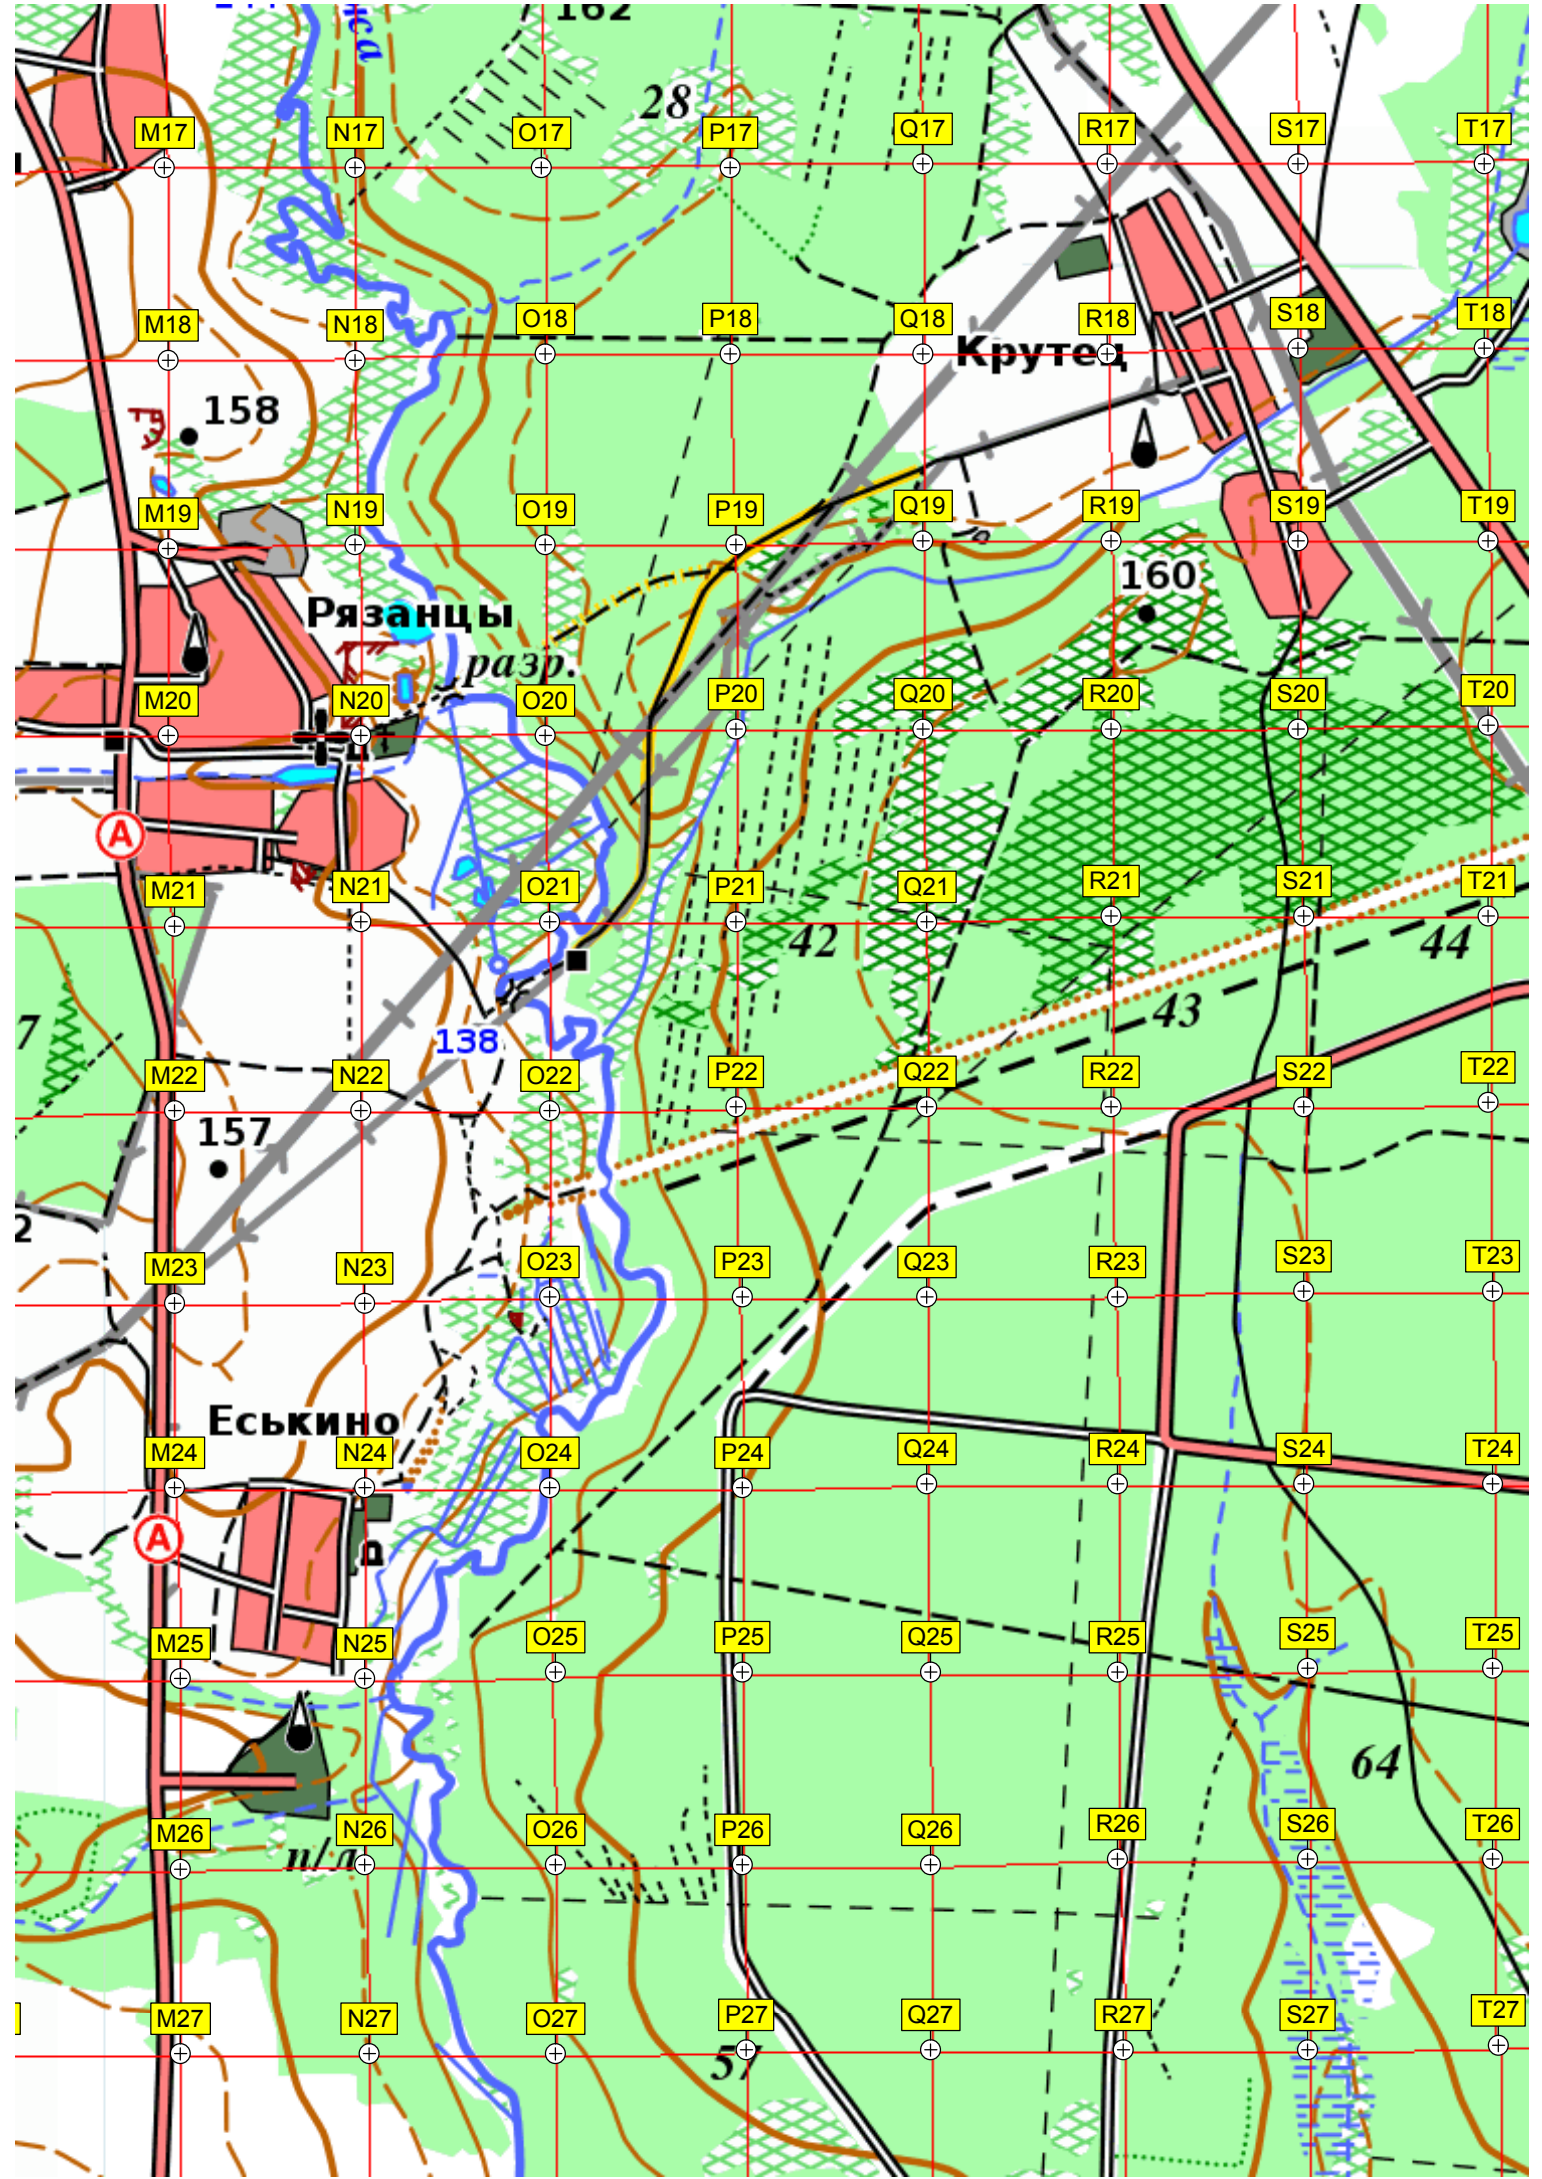 162
28
M17 N17 O17 P17 Q17 R17 S17 T17
M18 N18 O18 P18 Q18 R18 S18 T18
Крутец
158
M19 N19 O19 P19 Q19 R19 S19 T19
160
Рязанцы
разр.
M20 N20 O20 P20 Q20 R20 S20 T20
A
M21 N21 O21 P21 Q21 R21 S21 T21
42
44
43
7
138
M22 N22 O22 P22 Q22 R22 S22 T22
157
2
M23 N23 O23 P23 Q23 R23 S23 T23
Еськино
M24 N24 O24 P24 Q24 R24 S24 T24
A
M25 N25 O25 P25 Q25 R25 S25 T25
64
M26 N26 O26 P26 Q26 R26 S26 T26
п/л
M27 N27 O27 P27 Q27 R27 S27 T27
57